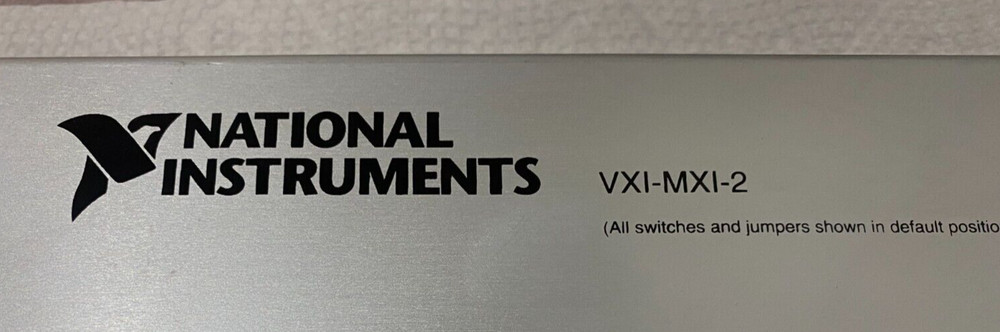 NATIONAL
INSTRUMENTS
VXI-MXI-2
(All switches and jumpers shown in default positio